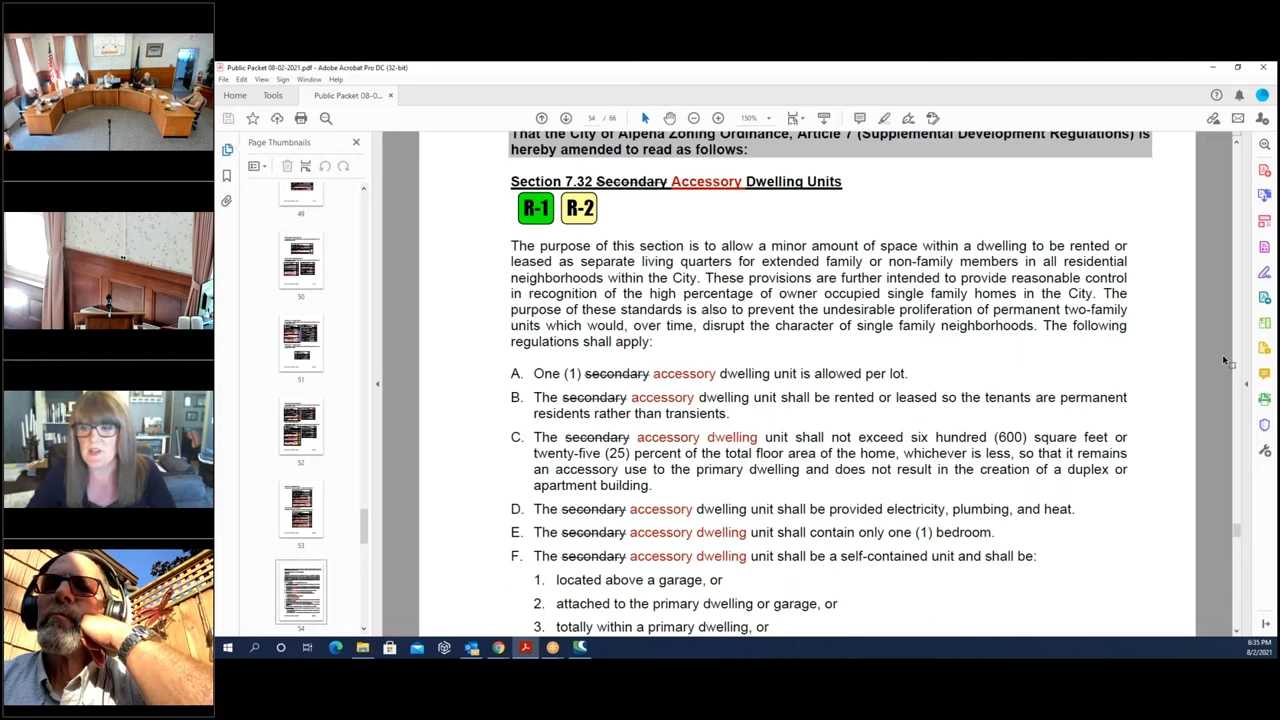 Public Packet 08-02-2021.pdf - Adobe Acrobat Pro DC (32-bit)
File Edit View Sign Window Help
Home Tools Public Packet 08-0... ×
54 / 66 150%
Page Thumbnails ×
49
50
51
52
53
54
That the City of Alpena Zoning Ordinance, Article 7 (Supplemental Development Regulations) is
hereby amended to read as follows:
Section 7.32 Secondary Accessory Dwelling Units
R-1 R-2
The purpose of this section is to allow a minor amount of space within a dwelling to be rented or
leased as separate living quarters for extended family or non-family members in all residential
neighborhoods within the City. The provisions are further intended to provide reasonable control
in recognition of the high percentage of owner occupied single family homes in the City. The
purpose of these standards is also to prevent the undesirable proliferation of permanent two-family
units which would, over time, disrupt the character of single family neighborhoods. The following
regulations shall apply:
A. One (1) secondary accessory dwelling unit is allowed per lot.
B. The secondary accessory dwelling unit shall be rented or leased so the tenants are permanent
residents rather than transients.
C. The secondary accessory dwlling unit shall not exceed six hundred (600) square feet or
twenty-five (25) percent of the total floor area of the home, whichever is less, so that it remains
an accessory use to the primary dwelling and does not result in the creation of a duplex or
apartment building.
D. The secondary accessory dwelling unit shall be provided electricity, plumbing, and heat.
E. The secondary accessory dwelling unit shall contain only one (1) bedroom.
F. The secondary accessory dwelling unit shall be a self-contained unit and shall be:
1. located above a garage, or
2. attached to the primary dwelling or garage, or
3. totally within a primary dwelling, or
6:35 PM
8/2/2021